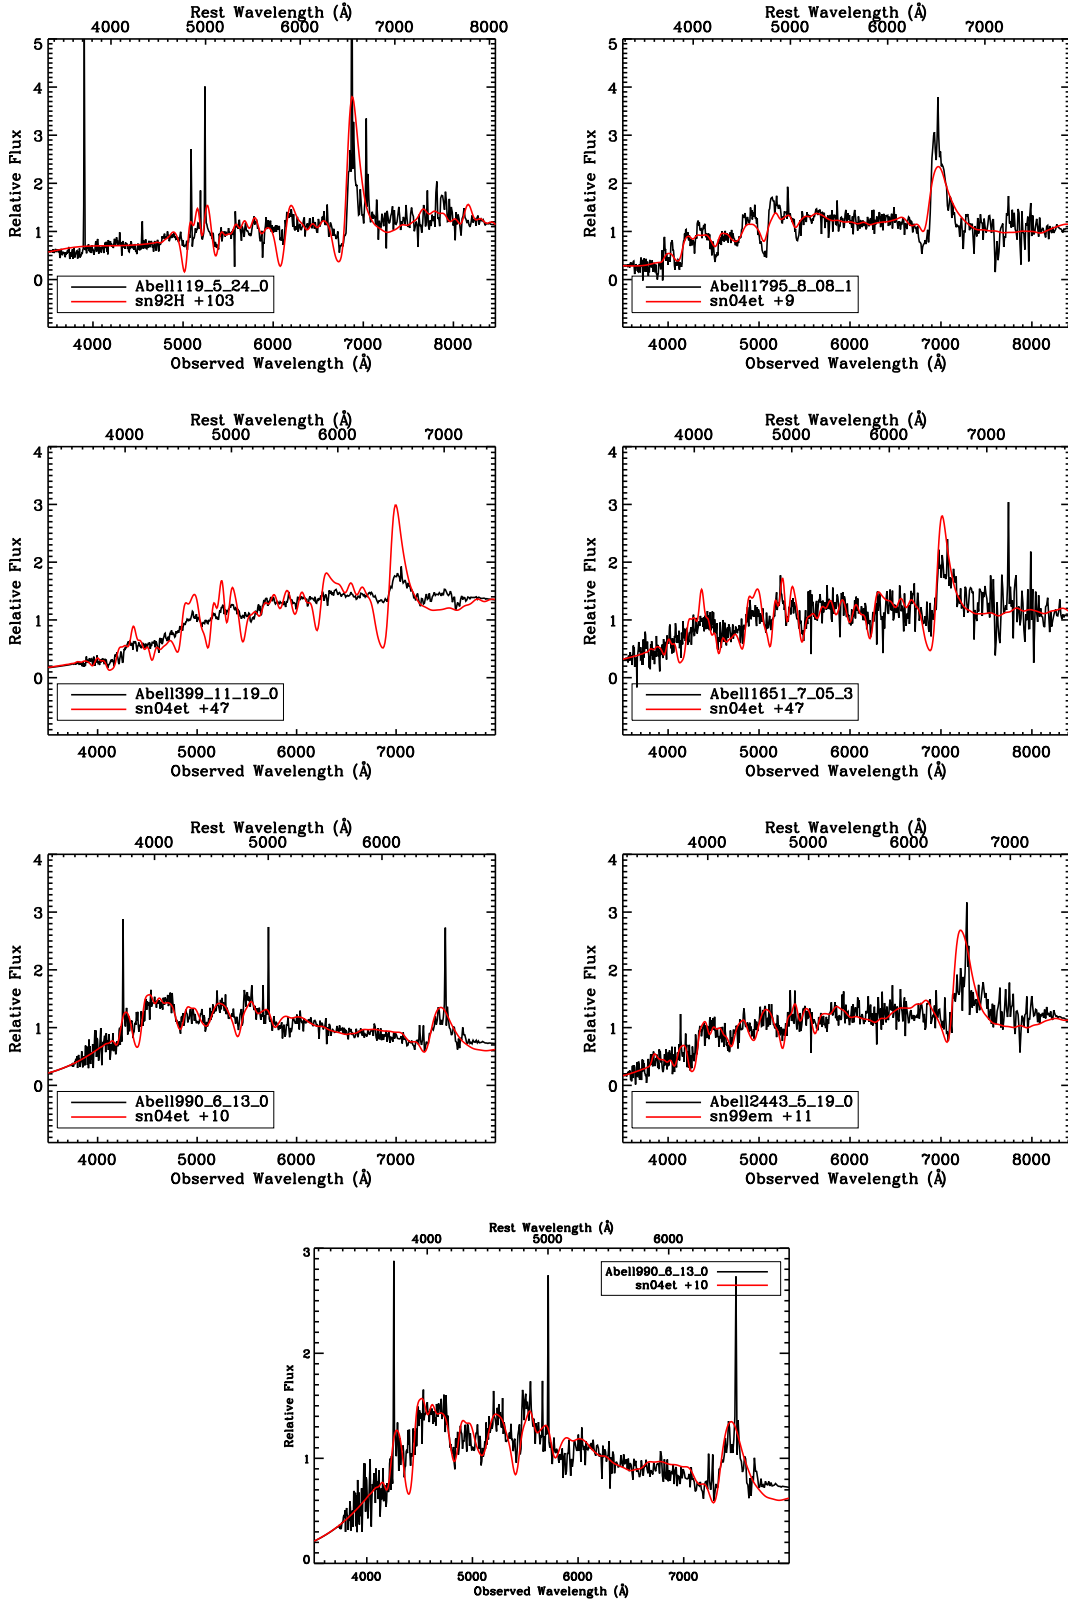 Rest Wavelength (Å)
4000 5000 6000 7000 8000
5
4
3
2
1
0
Relative Flux
Abell119_5_24_0
sn92H +103
4000 5000 6000 7000 8000
Observed Wavelength (Å)
Rest Wavelength (Å)
4000 5000 6000 7000
5
4
3
2
1
0
Relative Flux
Abell1795_8_08_1
sn04et +9
4000 5000 6000 7000 8000
Observed Wavelength (Å)
Rest Wavelength (Å)
4000 5000 6000 7000
4
3
2
1
0
Relative Flux
Abell399_11_19_0
sn04et +47
4000 5000 6000 7000
Observed Wavelength (Å)
Rest Wavelength (Å)
4000 5000 6000 7000
4
3
2
1
0
Relative Flux
Abell1651_7_05_3
sn04et +47
4000 5000 6000 7000 8000
Observed Wavelength (Å)
Rest Wavelength (Å)
4000 5000 6000
4
3
2
1
0
Relative Flux
Abell990_6_13_0
sn04et +10
4000 5000 6000 7000
Observed Wavelength (Å)
Rest Wavelength (Å)
4000 5000 6000 7000
4
3
2
1
0
Relative Flux
Abell2443_5_19_0
sn99em +11
4000 5000 6000 7000 8000
Observed Wavelength (Å)
Rest Wavelength (Å)
4000 5000 6000
3
2
1
0
Relative Flux
Abell990_6_13_0
sn04et +10
4000 5000 6000 7000
Observed Wavelength (Å)